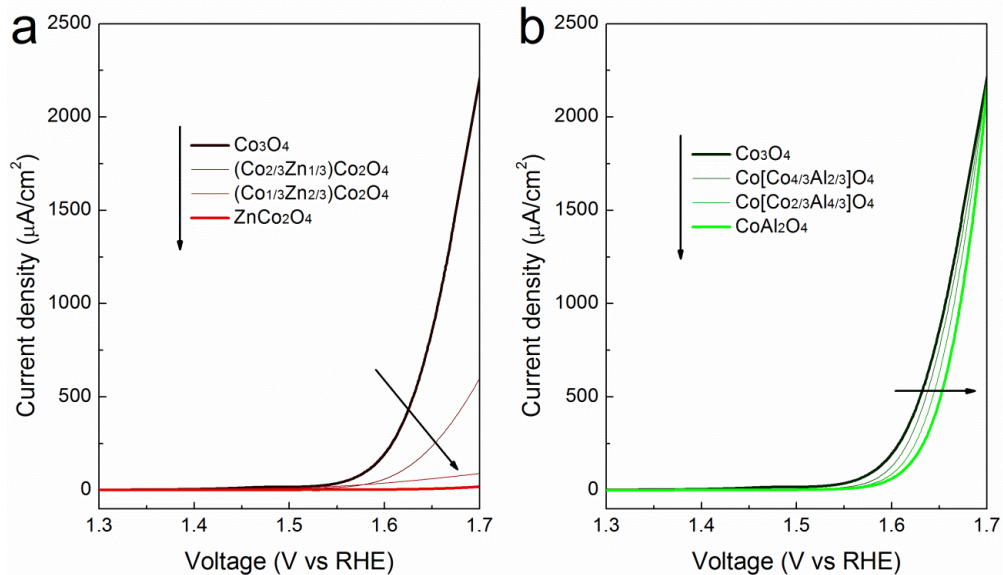 a
2500
2000
1500
1000
500
0
Current density (μA/cm²)
Co₃O₄
(Co2/3Zn1/3)Co₂O₄
(Co1/3Zn2/3)Co₂O₄
ZnCo₂O₄
1.3 1.4 1.5 1.6 1.7
Voltage (V vs RHE)
b
2500
2000
1500
1000
500
0
Current density (μA/cm²)
Co₃O₄
Co[Co4/3Al2/3]O₄
Co[Co2/3Al4/3]O₄
CoAl₂O₄
1.3 1.4 1.5 1.6 1.7
Voltage (V vs RHE)